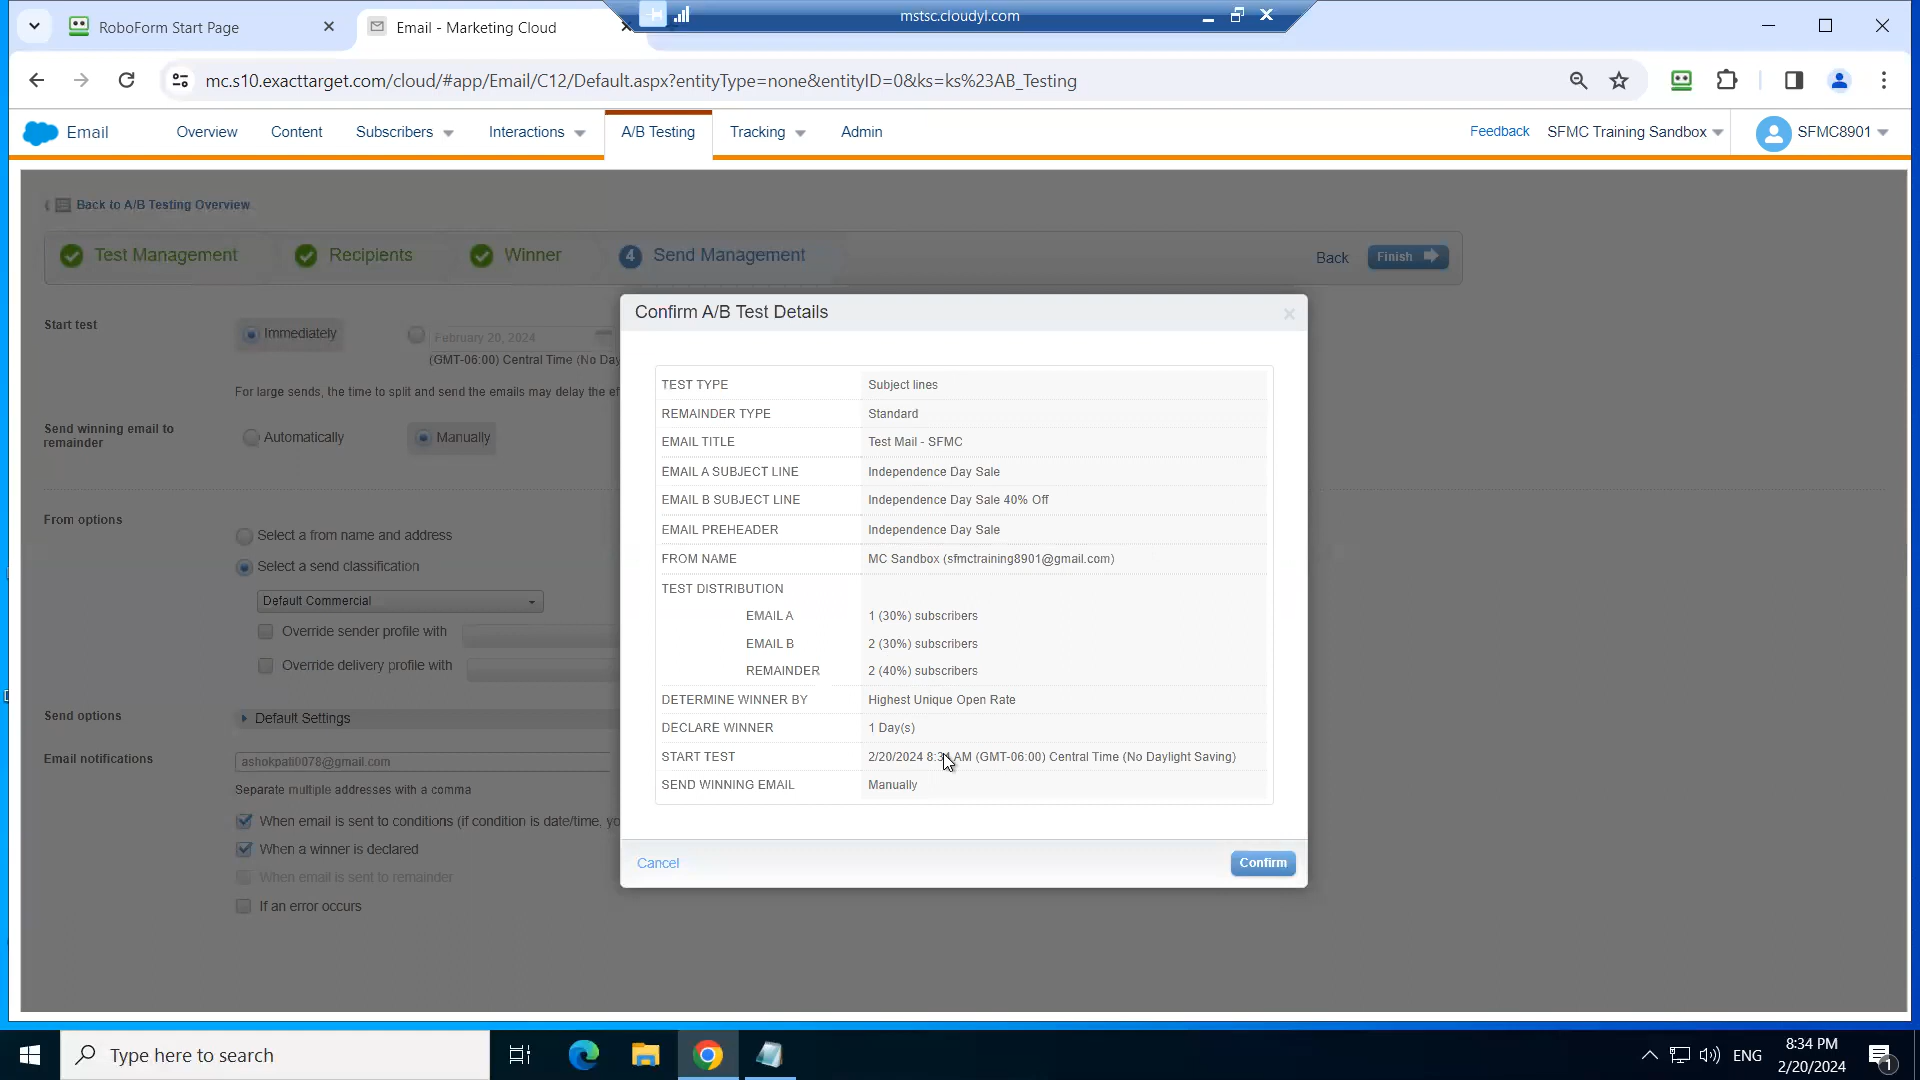 RoboForm Start Page
Email - Marketing Cloud
mstsc.cloudyl.com
mc.s10.exacttarget.com/cloud/#app/Email/C12/Default.aspx?entityType=none&entityID=0&ks=ks%23AB_Testing
Email
Overview
Content
Subscribers
Interactions
A/B Testing
Tracking
Admin
Feedback
SFMC Training Sandbox
SFMC8901
Back to A/B Testing Overview
Test Management
Recipients
Winner
4 Send Management
Back
Finish
Start test
Immediately
February 20, 2024
(GMT-06:00) Central Time (No Day
For large sends, the time to split and send the emails may delay the ef
Send winning email to
remainder
Automatically
Manually
From options
Select a from name and address
Select a send classification
Default Commercial
Override sender profile with
Override delivery profile with
Send options
Default Settings
Email notifications
ashokpati0078@gmail.com
Separate multiple addresses with a comma
When email is sent to conditions (if condition is date/time, yo
When a winner is declared
When email is sent to remainder
If an error occurs
Confirm A/B Test Details
TEST TYPE Subject lines
REMAINDER TYPE Standard
EMAIL TITLE Test Mail - SFMC
EMAIL A SUBJECT LINE Independence Day Sale
EMAIL B SUBJECT LINE Independence Day Sale 40% Off
EMAIL PREHEADER Independence Day Sale
FROM NAME MC Sandbox (sfmctraining8901@gmail.com)
TEST DISTRIBUTION
EMAIL A 1 (30%) subscribers
EMAIL B 2 (30%) subscribers
REMAINDER 2 (40%) subscribers
DETERMINE WINNER BY Highest Unique Open Rate
DECLARE WINNER 1 Day(s)
START TEST 2/20/2024 AM (GMT-06:00) Central Time (No Daylight Saving)
SEND WINNING EMAIL Manually
Cancel
Confirm
Type here to search
ENG
8:34 PM
2/20/2024
1